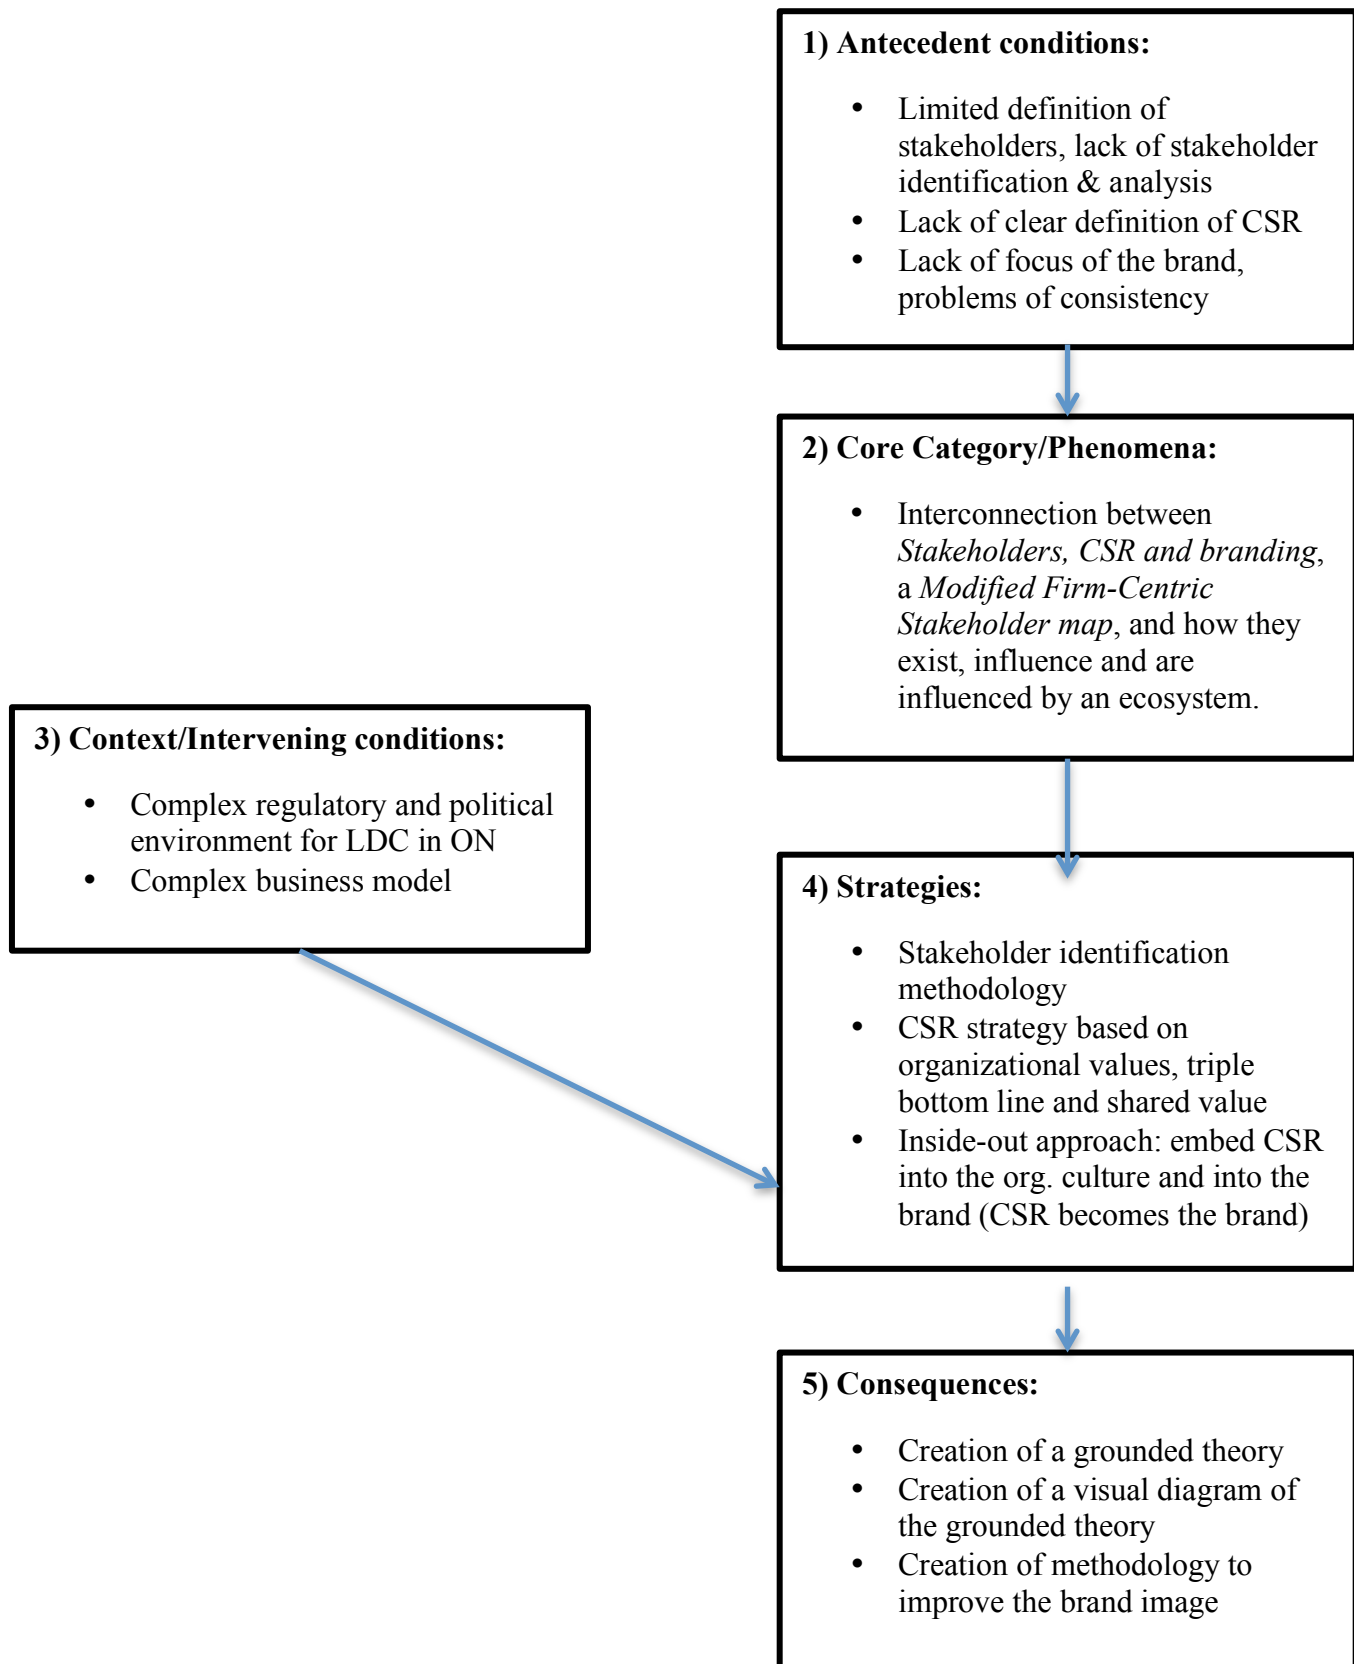 1) Antecedent conditions:
• Limited definition of
stakeholders, lack of stakeholder
identification & analysis
• Lack of clear definition of CSR
• Lack of focus of the brand,
problems of consistency
2) Core Category/Phenomena:
• Interconnection between
Stakeholders, CSR and branding,
a Modified Firm-Centric
Stakeholder map, and how they
exist, influence and are
influenced by an ecosystem.
3) Context/Intervening conditions:
• Complex regulatory and political
environment for LDC in ON
• Complex business model
4) Strategies:
• Stakeholder identification
methodology
• CSR strategy based on
organizational values, triple
bottom line and shared value
• Inside-out approach: embed CSR
into the org. culture and into the
brand (CSR becomes the brand)
5) Consequences:
• Creation of a grounded theory
• Creation of a visual diagram of
the grounded theory
• Creation of methodology to
improve the brand image